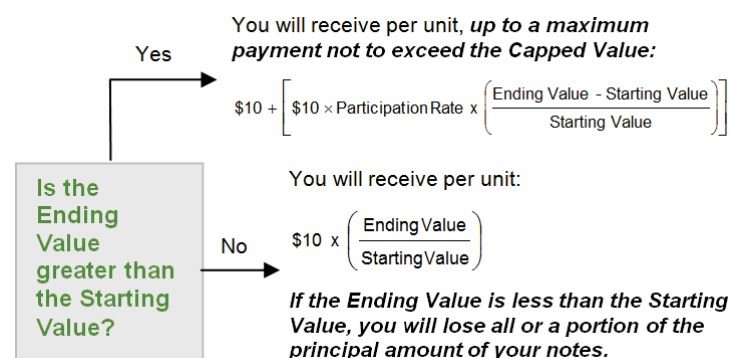 You will receive per unit, up to a maximum
payment not to exceed the Capped Value:
Yes
$10 + [ $10 × Participation Rate x ( Ending Value - Starting Value
Starting Value ) ]
Is the
Ending
Value
greater than
the Starting
Value?
No
You will receive per unit:
$10 x ( Ending Value
Starting Value )
If the Ending Value is less than the Starting
Value, you will lose all or a portion of the
principal amount of your notes.